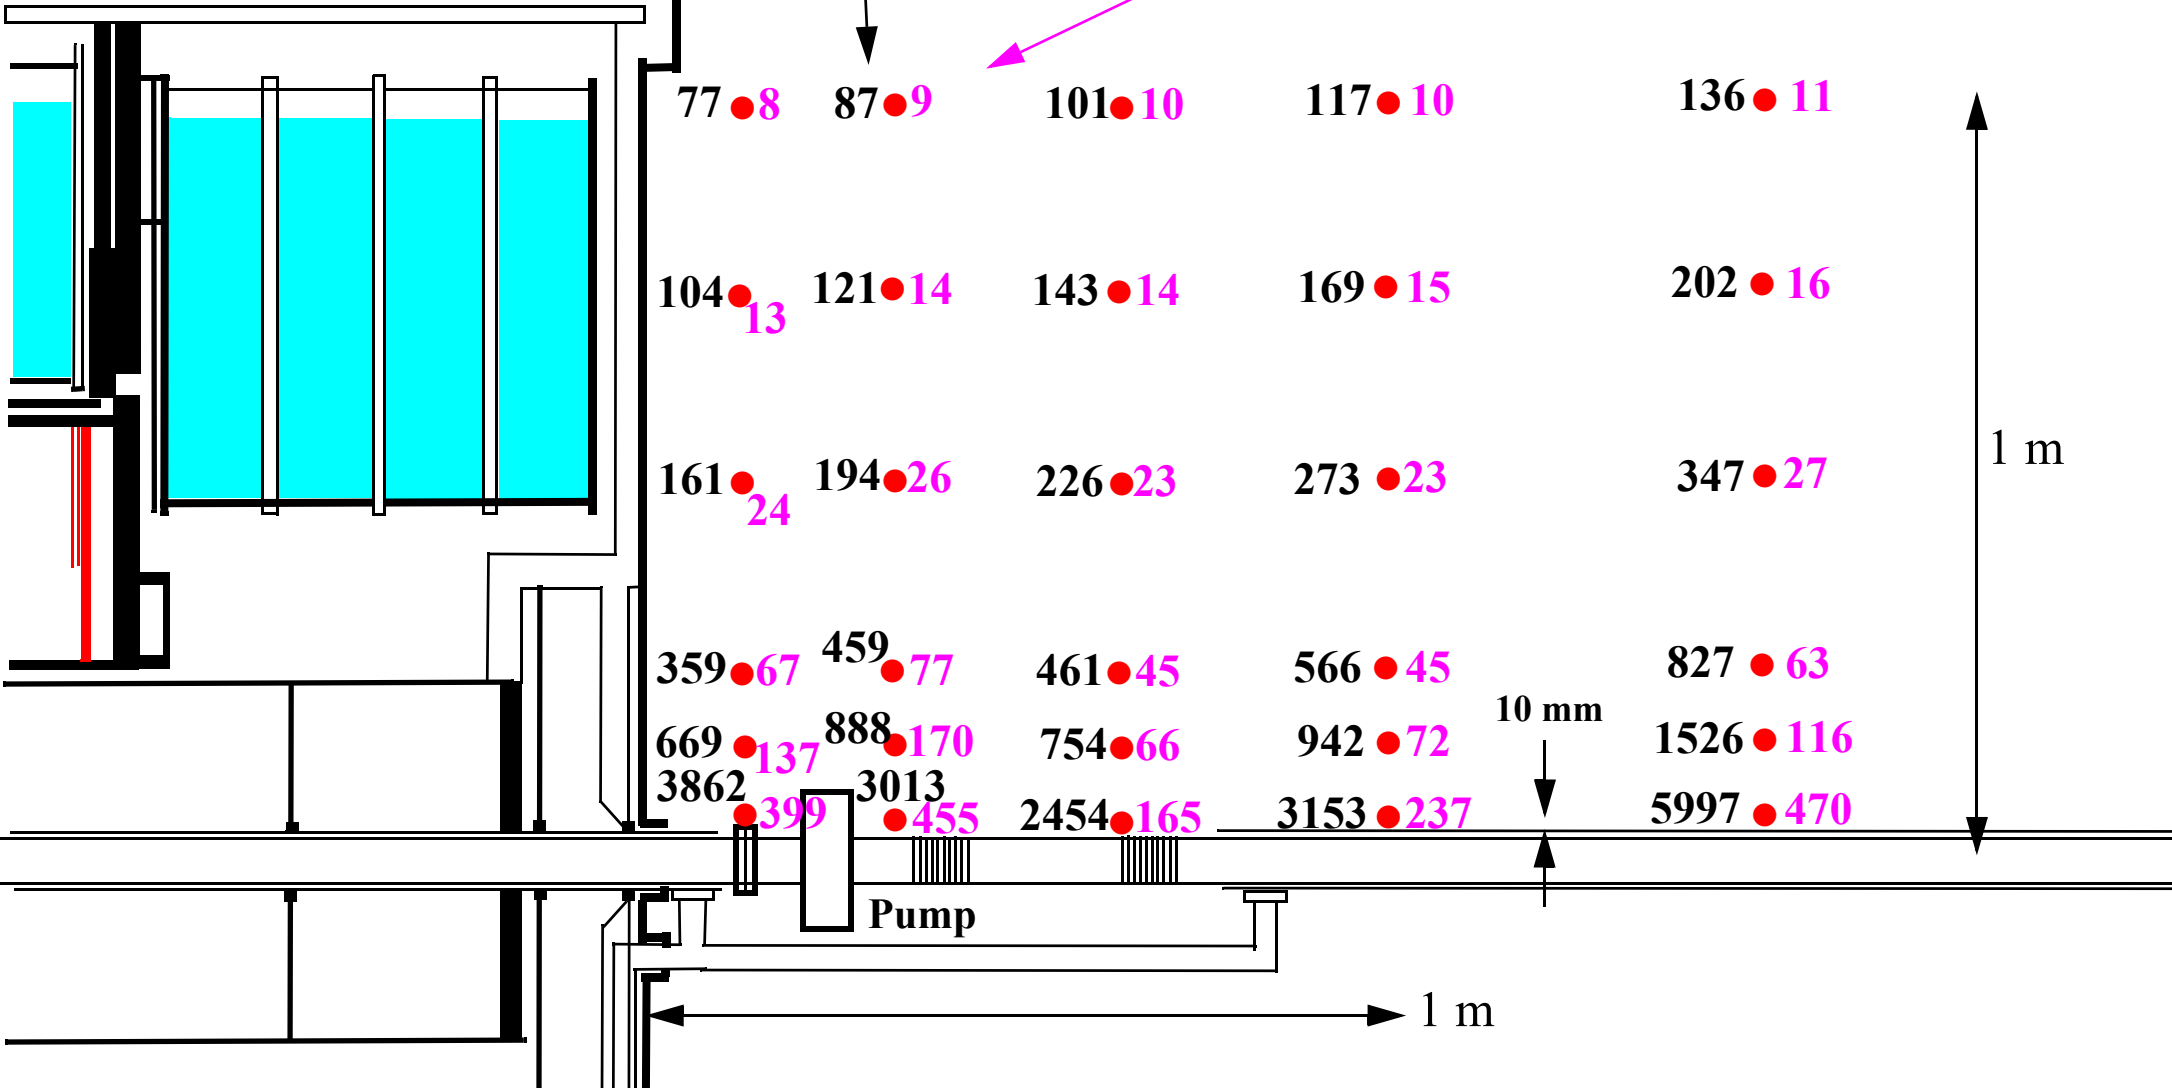 77 8 87 9 101 10 117 10 136 11
104 13 121 14 143 14 169 15 202 16
1 m
161 24 194 26 226 23 273 23 347 27
359 67 459 77 461 45 566 45 827 63
10 mm
669 137 888 170 754 66 942 72 1526 116
3862 399 3013 455 2454 165 3153 237 5997 470
Pump
1 m